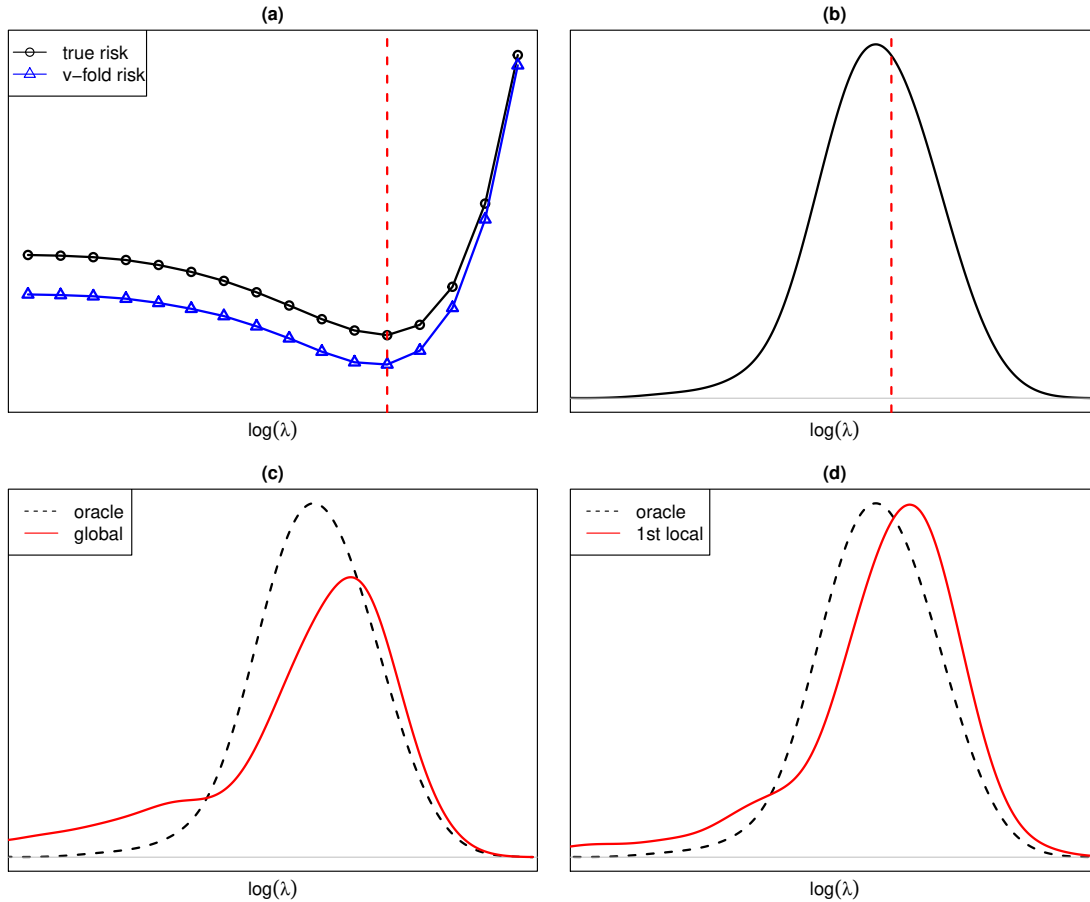 (a)
true risk
v−fold risk
log(λ)
(b)
log(λ)
(c)
oracle
global
log(λ)
(d)
oracle
1st local
log(λ)